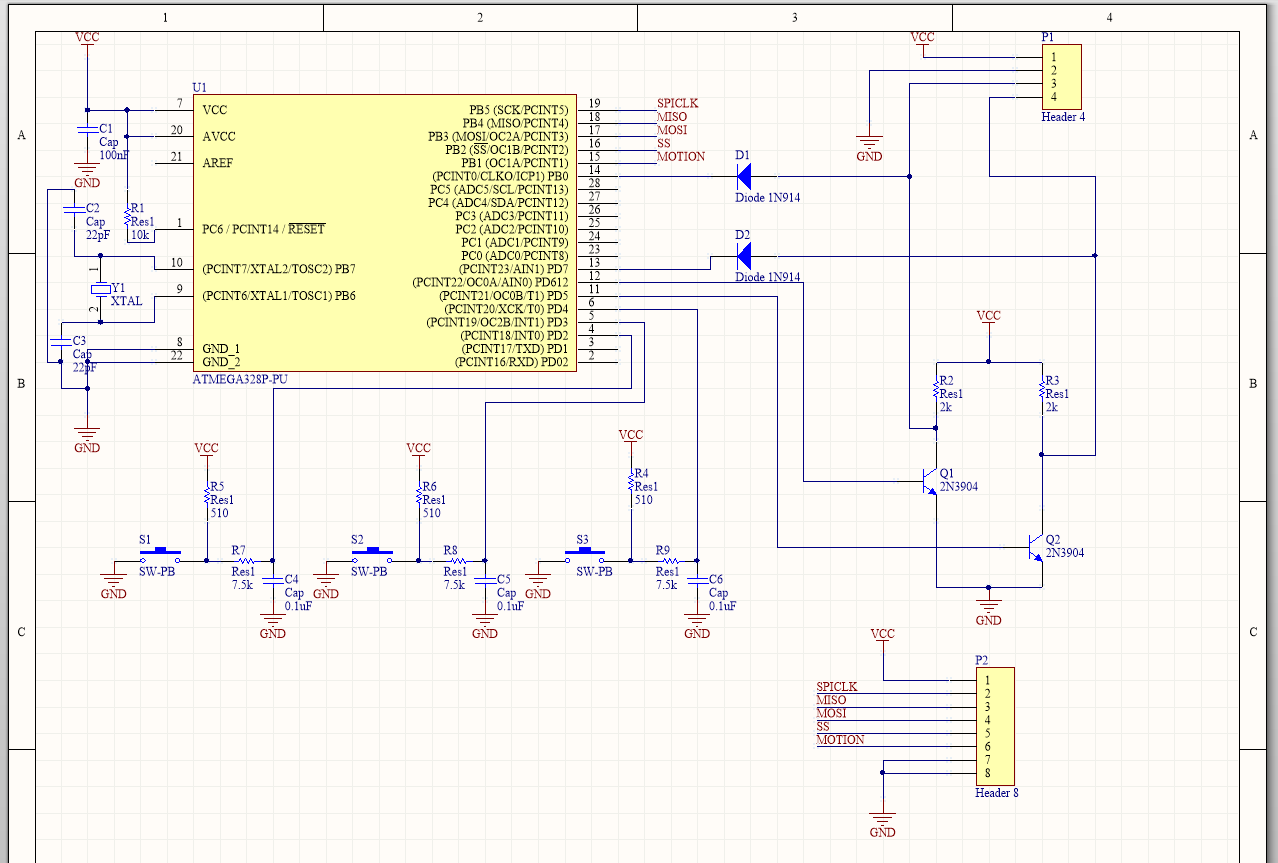 1 2 3 4
VCC
VCC
P1
1
2
3
4
Header 4
GND
A
A
U1
7 VCC
20 AVCC
21 AREF
1 PC6 / PCINT14 / RESET
10 (PCINT7/XTAL2/TOSC2) PB7
9 (PCINT6/XTAL1/TOSC1) PB6
8 GND_1
22 GND_2
PB5 (SCK/PCINT5) 19 SPICLK
PB4 (MISO/PCINT4) 18 MISO
PB3 (MOSI/OC2A/PCINT3) 17 MOSI
PB2 (SS/OC1B/PCINT2) 16 SS
PB1 (OC1A/PCINT1) 15 MOTION
(PCINT0/CLKO/ICP1) PB0 14
PC5 (ADC5/SCL/PCINT13) 28
PC4 (ADC4/SDA/PCINT12) 27
PC3 (ADC3/PCINT11) 26
PC2 (ADC2/PCINT10) 25
PC1 (ADC1/PCINT9) 24
PC0 (ADC0/PCINT8) 23
(PCINT23/AIN1) PD7 13
(PCINT22/OC0A/AIN0) PD612 12
(PCINT21/OC0B/T1) PD5 11
(PCINT20/XCK/T0) PD4 6
(PCINT19/OC2B/INT1) PD3 5
(PCINT18/INT0) PD2 4
(PCINT17/TXD) PD1 3
(PCINT16/RXD) PD02 2
ATMEGA328P-PU
C1
Cap
100nF
GND
C2
Cap
22pF
R1
Res1
10k
1
Y1
XTAL
2
C3
Cap
22pF
GND
D1
Diode 1N914
D2
Diode 1N914
B
B
VCC
R2
Res1
2k
R3
Res1
2k
Q1
2N3904
Q2
2N3904
GND
VCC
R5
Res1
510
S1
SW-PB
GND
R7
Res1
7.5k
C4
Cap
0.1uF
GND
VCC
R6
Res1
510
S2
SW-PB
GND
R8
Res1
7.5k
C5
Cap
0.1uF
GND
VCC
R4
Res1
510
S3
SW-PB
GND
R9
Res1
7.5k
C6
Cap
0.1uF
GND
C
C
VCC
P2
1
SPICLK 2
MISO 3
MOSI 4
SS 5
MOTION 6
7
8
Header 8
GND